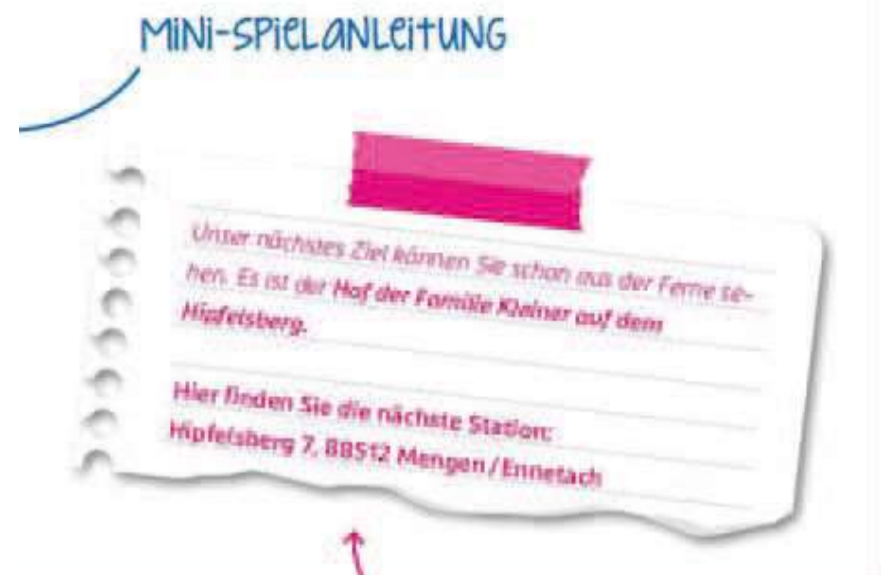 MiNi-SPieLaNLeitUNG
Unser nächstes Ziel können Sie schon aus der Ferne se-
hen. Es ist der Hof der Familie Kleiner auf dem
Hipfelsberg.
Hier finden Sie die nächste Station:
Hipfelsberg 7, 88512 Mengen/Ennetach